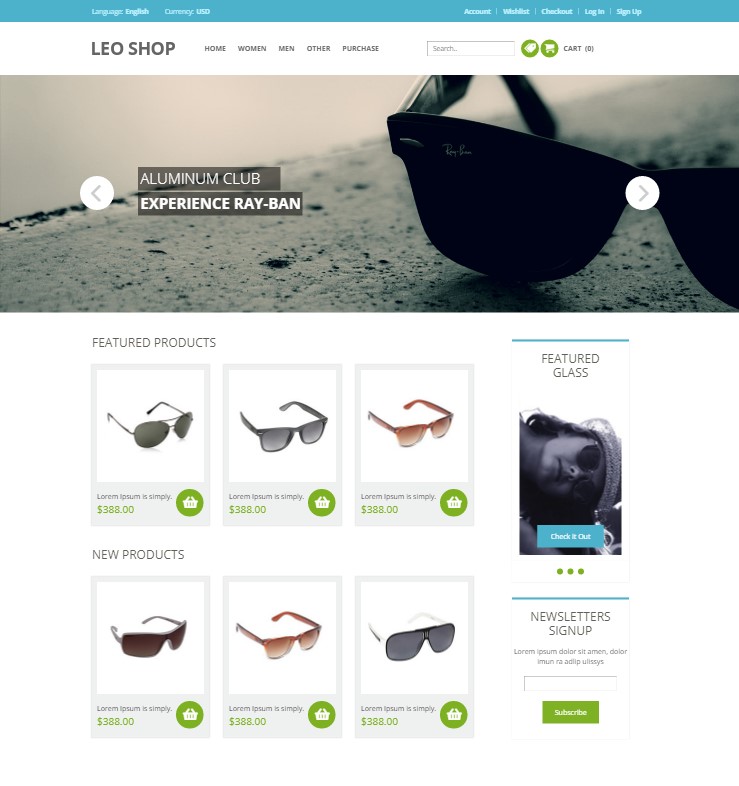 Language: English Currency: USD Account Wishlist Checkout Log In Sign Up
LEO SHOP HOME WOMEN MEN OTHER PURCHASE Search.. CART (0)
Ray-Ban
ALUMINUM CLUB
EXPERIENCE RAY-BAN
FEATURED PRODUCTS
Lorem Ipsum is simply.
$388.00
Lorem Ipsum is simply.
$388.00
Lorem Ipsum is simply.
$388.00
NEW PRODUCTS
Lorem Ipsum is simply.
$388.00
Lorem Ipsum is simply.
$388.00
Lorem Ipsum is simply.
$388.00
FEATURED
GLASS
Check It Out
NEWSLETTERS
SIGNUP
Lorem ipsum dolor sit amen, dolor
imun ra adiip ulissys
Subscribe